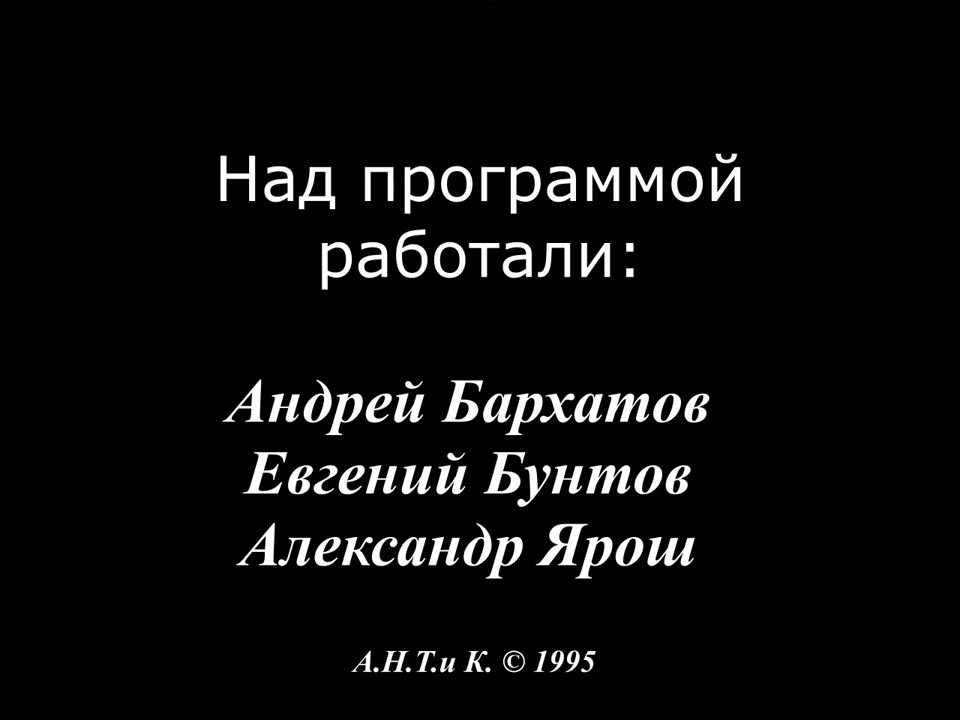 Над программой
работали:
Андрей Бархатов
Евгений Бунтов
Александр Ярош
А.Н.Т.и К. © 1995